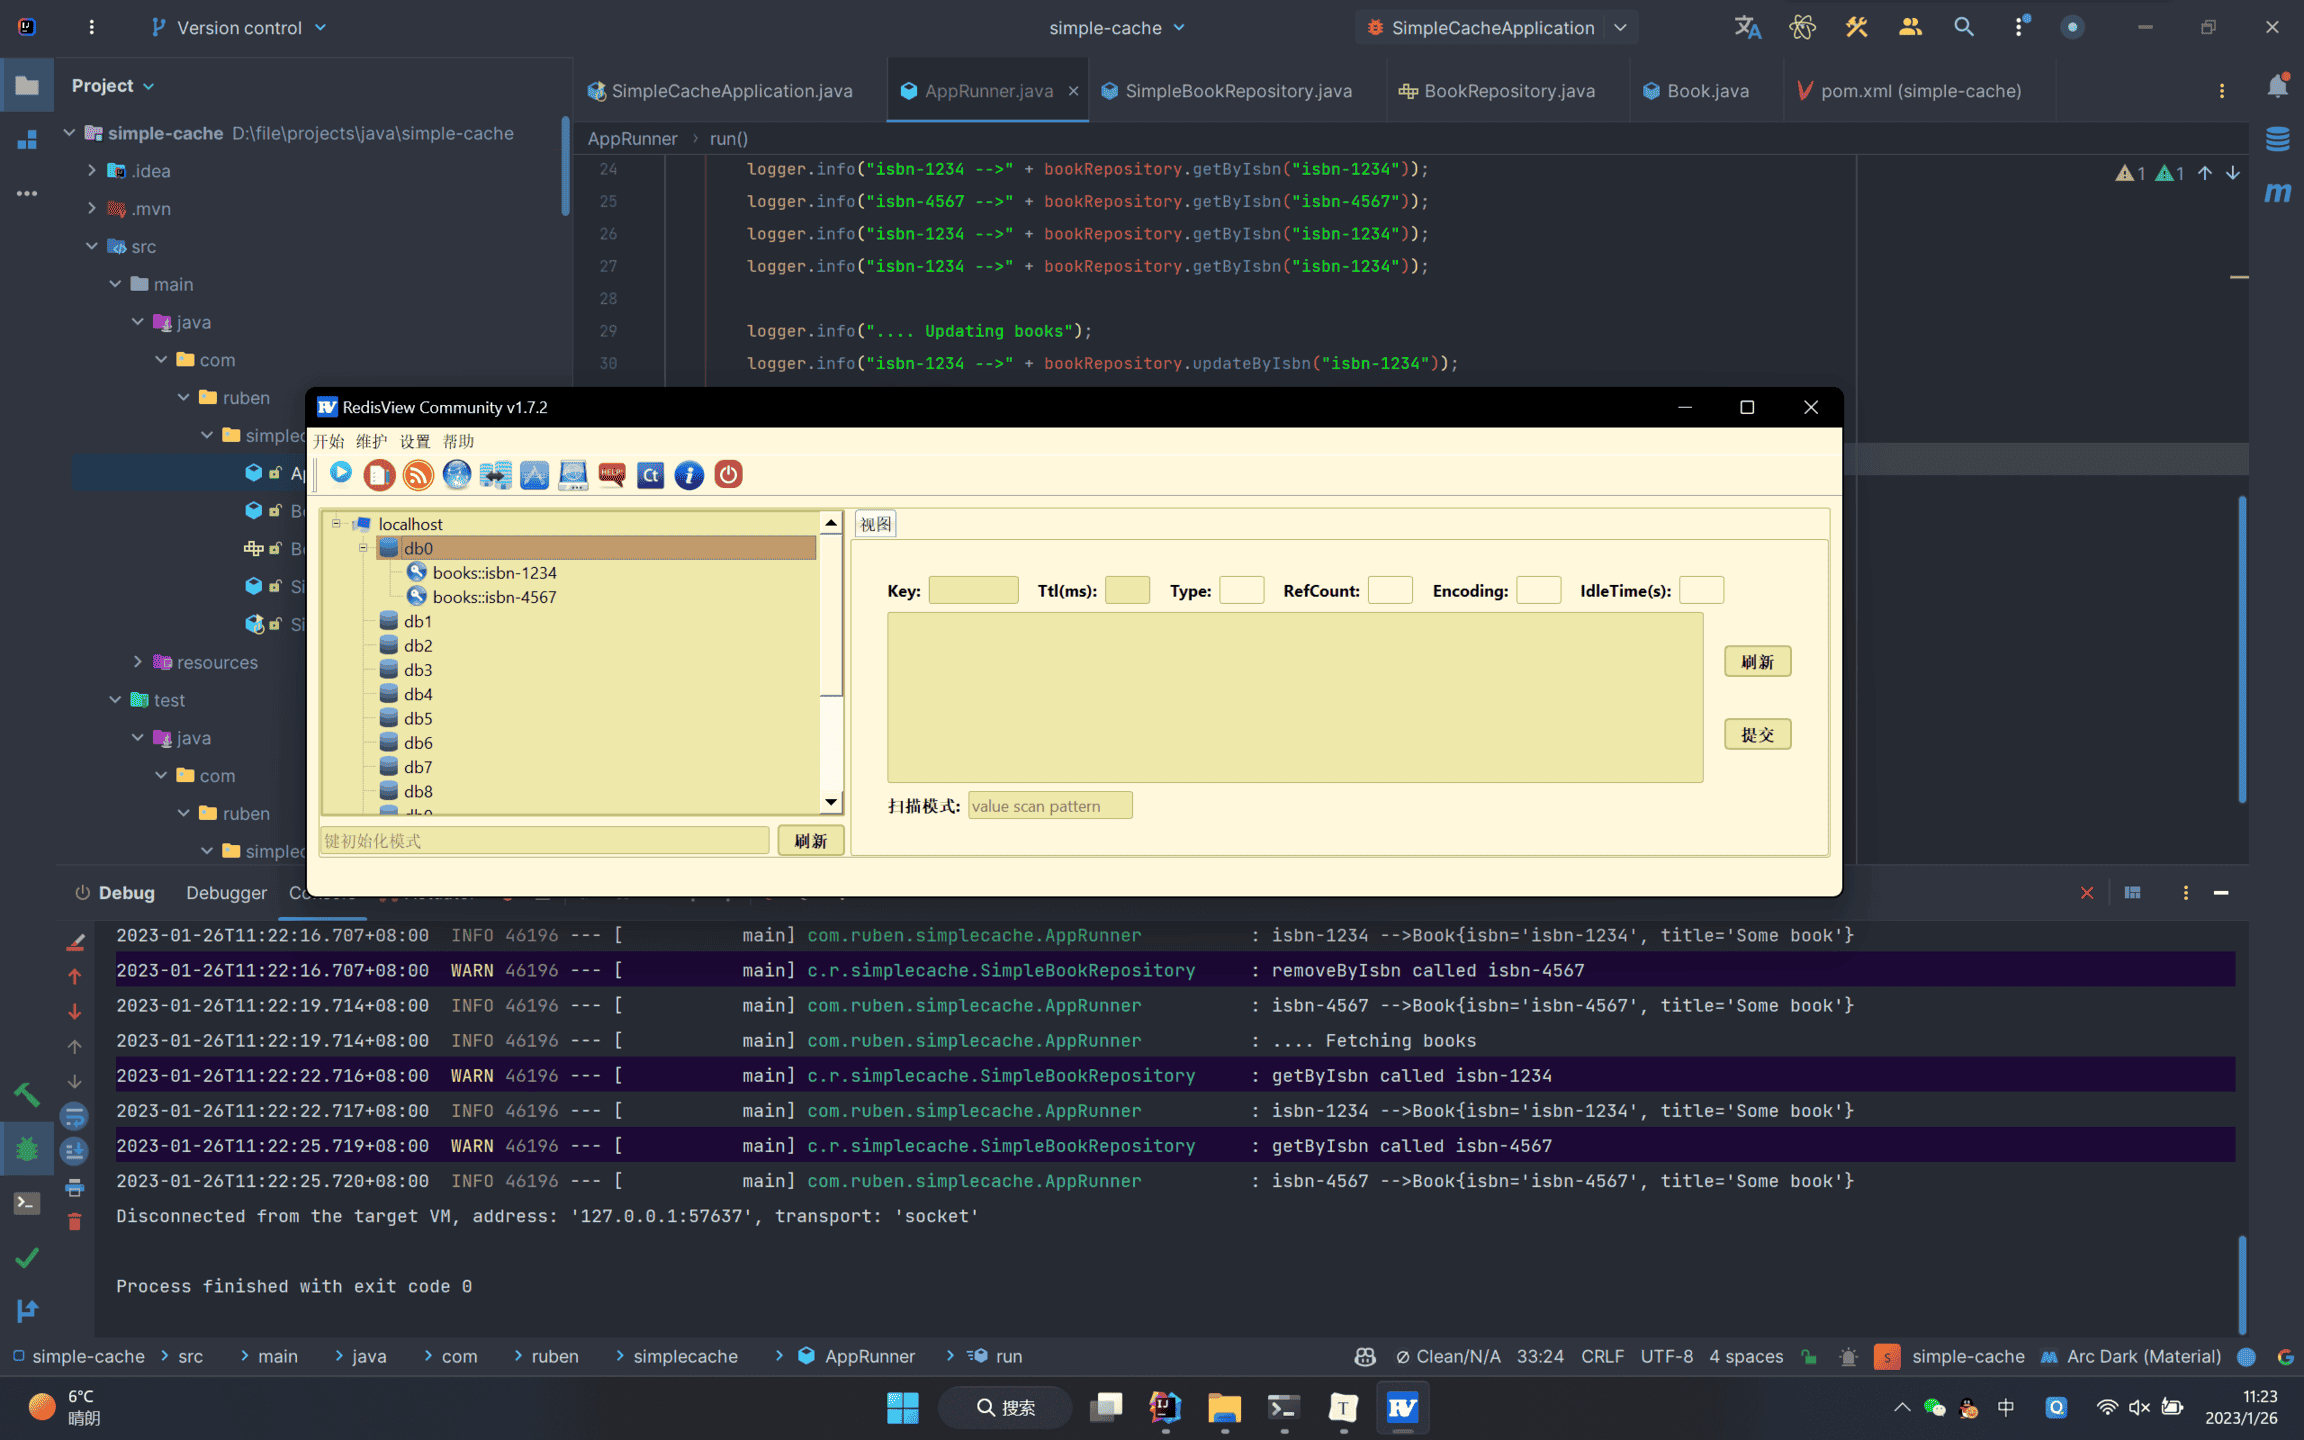 Version control
simple-cache
SimpleCacheApplication
Project
SimpleCacheApplication.java
AppRunner.java
SimpleBookRepository.java
BookRepository.java
Book.java
pom.xml (simple-cache)
simple-cache D:\file\projects\java\simple-cache
.idea
.mvn
src
main
java
com
ruben
test
java
com
ruben
resources
AppRunner > run()
1 1
24 logger.info("isbn-1234 -->" + bookRepository.getByIsbn("isbn-1234"));
25 logger.info("isbn-4567 -->" + bookRepository.getByIsbn("isbn-4567"));
26 logger.info("isbn-1234 -->" + bookRepository.getByIsbn("isbn-1234"));
27 logger.info("isbn-1234 -->" + bookRepository.getByIsbn("isbn-1234"));
28
29 logger.info(".... Updating books");
30 logger.info("isbn-1234 -->" + bookRepository.updateByIsbn("isbn-1234"));
RedisView Community v1.7.2
开始 维护 设置 帮助
localhost
db0
books::isbn-1234
books::isbn-4567
db1
db2
db3
db4
db5
db6
db7
db8
键初始化模式
刷新
视图
Key: Ttl(ms): Type: RefCount: Encoding: IdleTime(s):
刷新
提交
扫描模式: value scan pattern
Debug Debugger
2023-01-26T11:22:16.707+08:00 INFO 46196 --- [ main] com.ruben.simplecache.AppRunner : isbn-1234 -->Book{isbn='isbn-1234', title='Some book'}
2023-01-26T11:22:16.707+08:00 WARN 46196 --- [ main] c.r.simplecache.SimpleBookRepository : removeByIsbn called isbn-4567
2023-01-26T11:22:19.714+08:00 INFO 46196 --- [ main] com.ruben.simplecache.AppRunner : isbn-4567 -->Book{isbn='isbn-4567', title='Some book'}
2023-01-26T11:22:19.714+08:00 INFO 46196 --- [ main] com.ruben.simplecache.AppRunner : .... Fetching books
2023-01-26T11:22:22.716+08:00 WARN 46196 --- [ main] c.r.simplecache.SimpleBookRepository : getByIsbn called isbn-1234
2023-01-26T11:22:22.717+08:00 INFO 46196 --- [ main] com.ruben.simplecache.AppRunner : isbn-1234 -->Book{isbn='isbn-1234', title='Some book'}
2023-01-26T11:22:25.719+08:00 WARN 46196 --- [ main] c.r.simplecache.SimpleBookRepository : getByIsbn called isbn-4567
2023-01-26T11:22:25.720+08:00 INFO 46196 --- [ main] com.ruben.simplecache.AppRunner : isbn-4567 -->Book{isbn='isbn-4567', title='Some book'}
Disconnected from the target VM, address: '127.0.0.1:57637', transport: 'socket'
Process finished with exit code 0
simple-cache > src > main > java > com > ruben > simplecache > AppRunner > run
Clean/N/A 33:24 CRLF UTF-8 4 spaces simple-cache Arc Dark (Material)
6°C
晴朗
搜索
中
11:23
2023/1/26